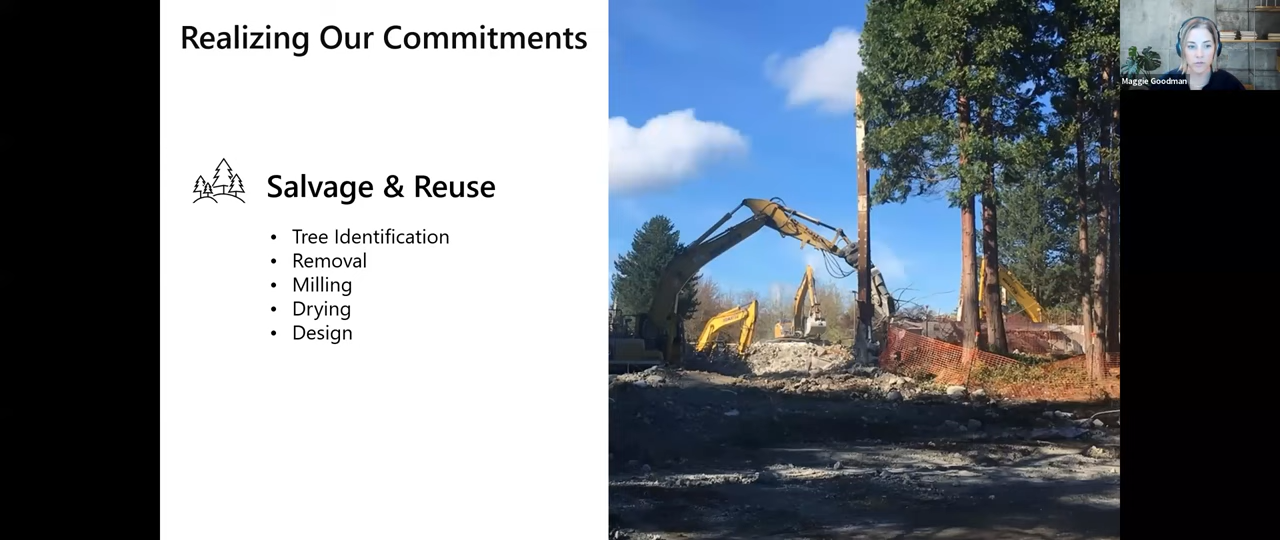 Realizing Our Commitments
Salvage & Reuse
• Tree Identification
• Removal
• Milling
• Drying
• Design
Maggie Goodman